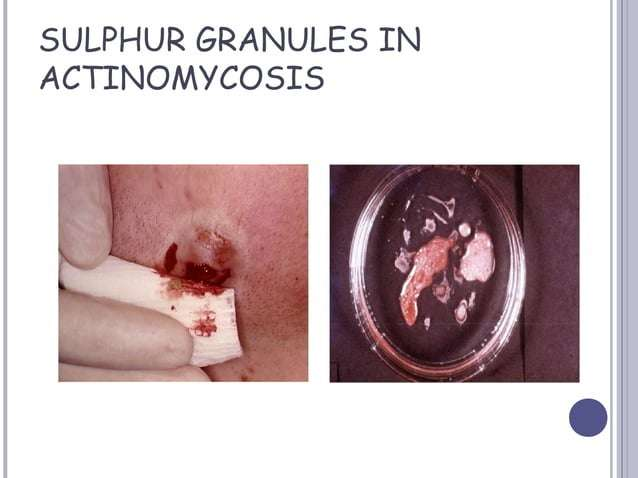 SULPHUR GRANULES IN
ACTINOMYCOSIS